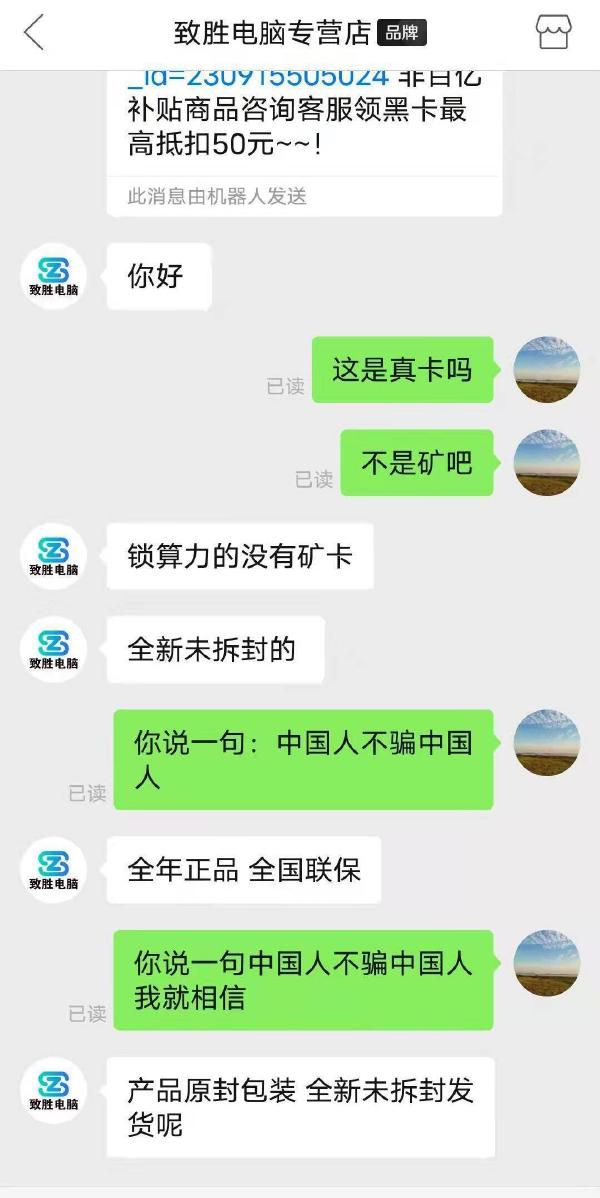 致胜电脑专营店 品牌
_id=230915505024 非百亿
补贴商品咨询客服领黑卡最
高抵扣50元~~!
此消息由机器人发送
致胜电脑
你好
这是真卡吗
已读
不是矿吧
已读
致胜电脑
锁算力的没有矿卡
致胜电脑
全新未拆封的
你说一句：中国人不骗中国
人
已读
致胜电脑
全年正品 全国联保
你说一句中国人不骗中国人
我就相信
已读
致胜电脑
产品原封包装 全新未拆封发
货呢